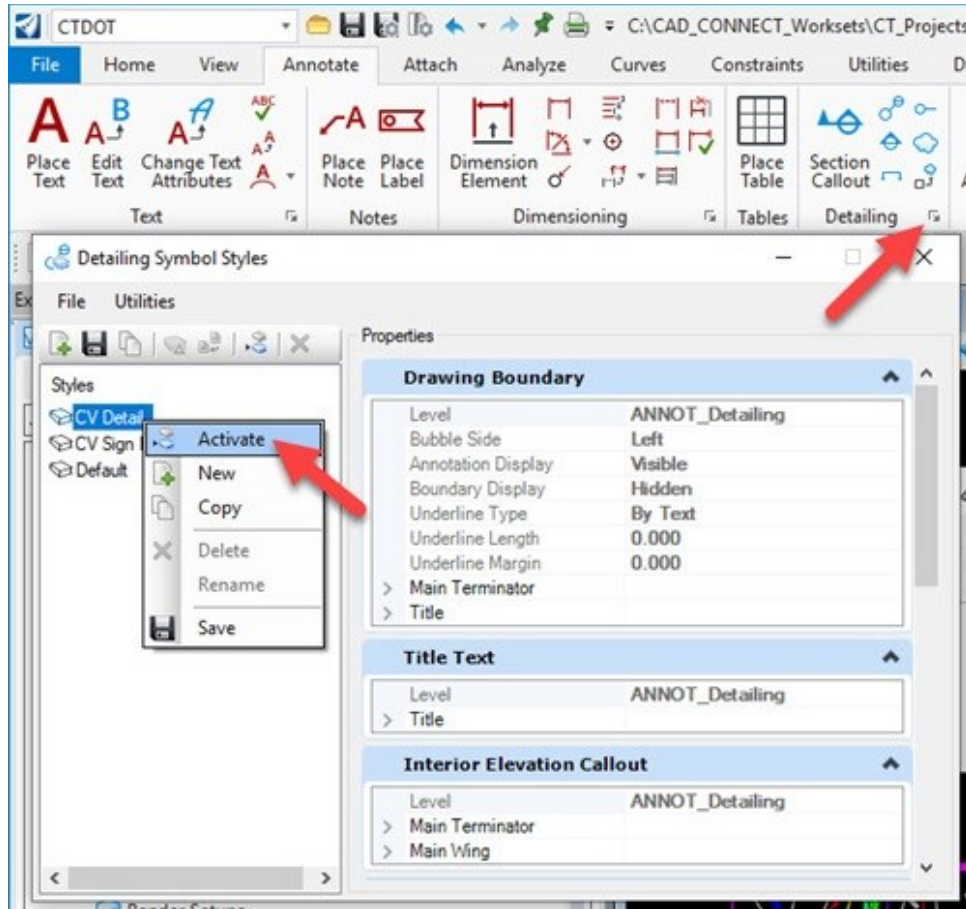 CTDOT C:\CAD_CONNECT_Worksets\CT_Projects
File Home View Annotate Attach Analyze Curves Constraints Utilities D
Place Text
Edit Text
Change Text Attributes
ABC
Place Note
Place Label
Dimension Element
Place Table
Section Callout
Text Notes Dimensioning Tables Detailing
Detailing Symbol Styles
Ex
File Utilities
Properties
Styles
CV Detail
CV Sign
Default
Activate
New
Copy
Delete
Rename
Save
Drawing Boundary
Level ANNOT_Detailing
Bubble Side Left
Annotation Display Visible
Boundary Display Hidden
Underline Type By Text
Underline Length 0.000
Underline Margin 0.000
Main Terminator
Title
Title Text
Level ANNOT_Detailing
Title
Interior Elevation Callout
Level ANNOT_Detailing
Main Terminator
Main Wing